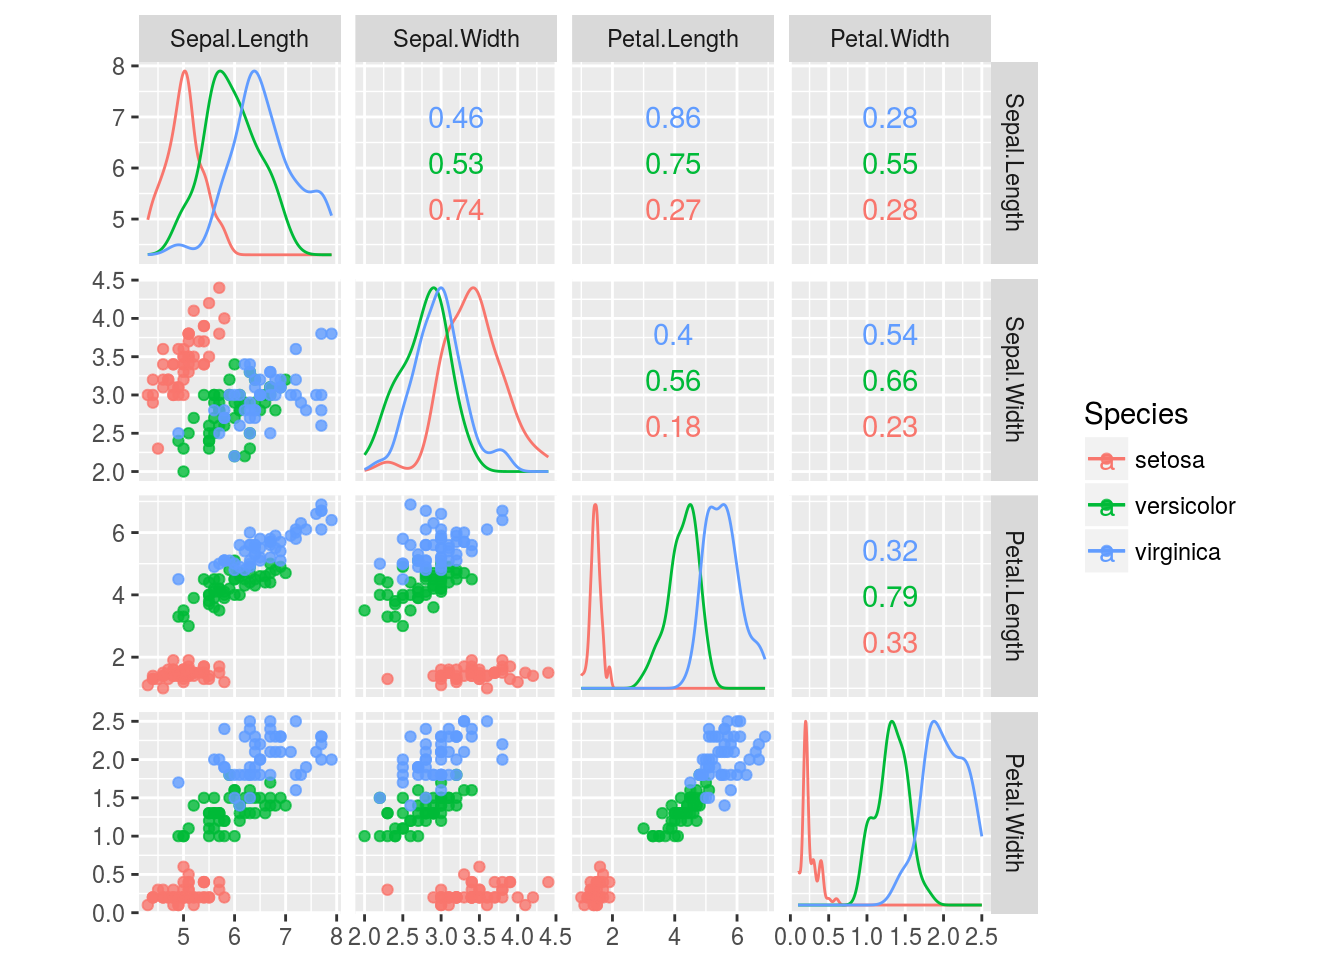 Sepal.Length Sepal.Width Petal.Length Petal.Width
8
7 0.46 0.86 0.28
6 0.53 0.75 0.55
5 0.74 0.27 0.28
Sepal.Length
4.5
4.0 0.4 0.54
3.5
3.0 0.56 0.66
2.5 0.18 0.23
2.0
Sepal.Width
6 0.32
4 0.79
2 0.33
Petal.Length
2.5
2.0
1.5
1.0
0.5
0.0
Petal.Width
5 6 7 8 2.0 2.5 3.0 3.5 4.0 4.5 2 4 6 0.0 0.5 1.0 1.5 2.0 2.5
Species
a setosa
a versicolor
a virginica